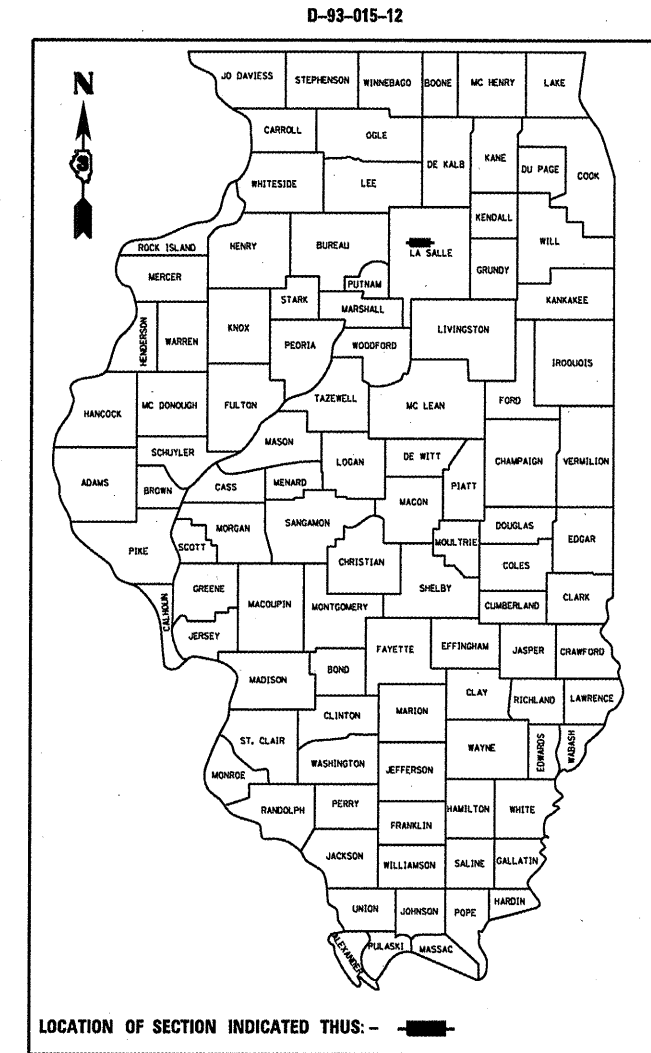 D-93-015-12
N
JO DAVIESS STEPHENSON WINNEBAGO BOONE MC HENRY LAKE
CARROLL OGLE DE KALB KANE DU PAGE COOK
WHITESIDE LEE
KENDALL
ROCK ISLAND HENRY BUREAU LA SALLE WILL
MERCER PUTNAM GRUNDY
STARK MARSHALL KANKAKEE
HENDERSON WARREN KNOX PEORIA WOODFORD LIVINGSTON IROQUOIS
HANCOCK MC DONOUGH FULTON TAZEWELL MC LEAN FORD
SCHUYLER MASON
ADAMS BROWN CASS MENARD LOGAN DE WITT PIATT CHAMPAIGN VERMILION
MACON
PIKE SCOTT MORGAN SANGAMON CHRISTIAN MOULTRIE DOUGLAS EDGAR
COLES
CALHOUN GREENE MACOUPIN MONTGOMERY SHELBY CUMBERLAND CLARK
JERSEY
FAYETTE EFFINGHAM JASPER CRAWFORD
MADISON BOND
CLAY RICHLAND LAWRENCE
CLINTON MARION
ST. CLAIR WAYNE EDWARDS WABASH
WASHINGTON JEFFERSON
MONROE
RANDOLPH PERRY HAMILTON WHITE
FRANKLIN
JACKSON WILLIAMSON SALINE GALLATIN
UNION JOHNSON POPE HARDIN
ALEXANDER PULASKI MASSAC
LOCATION OF SECTION INDICATED THUS: -